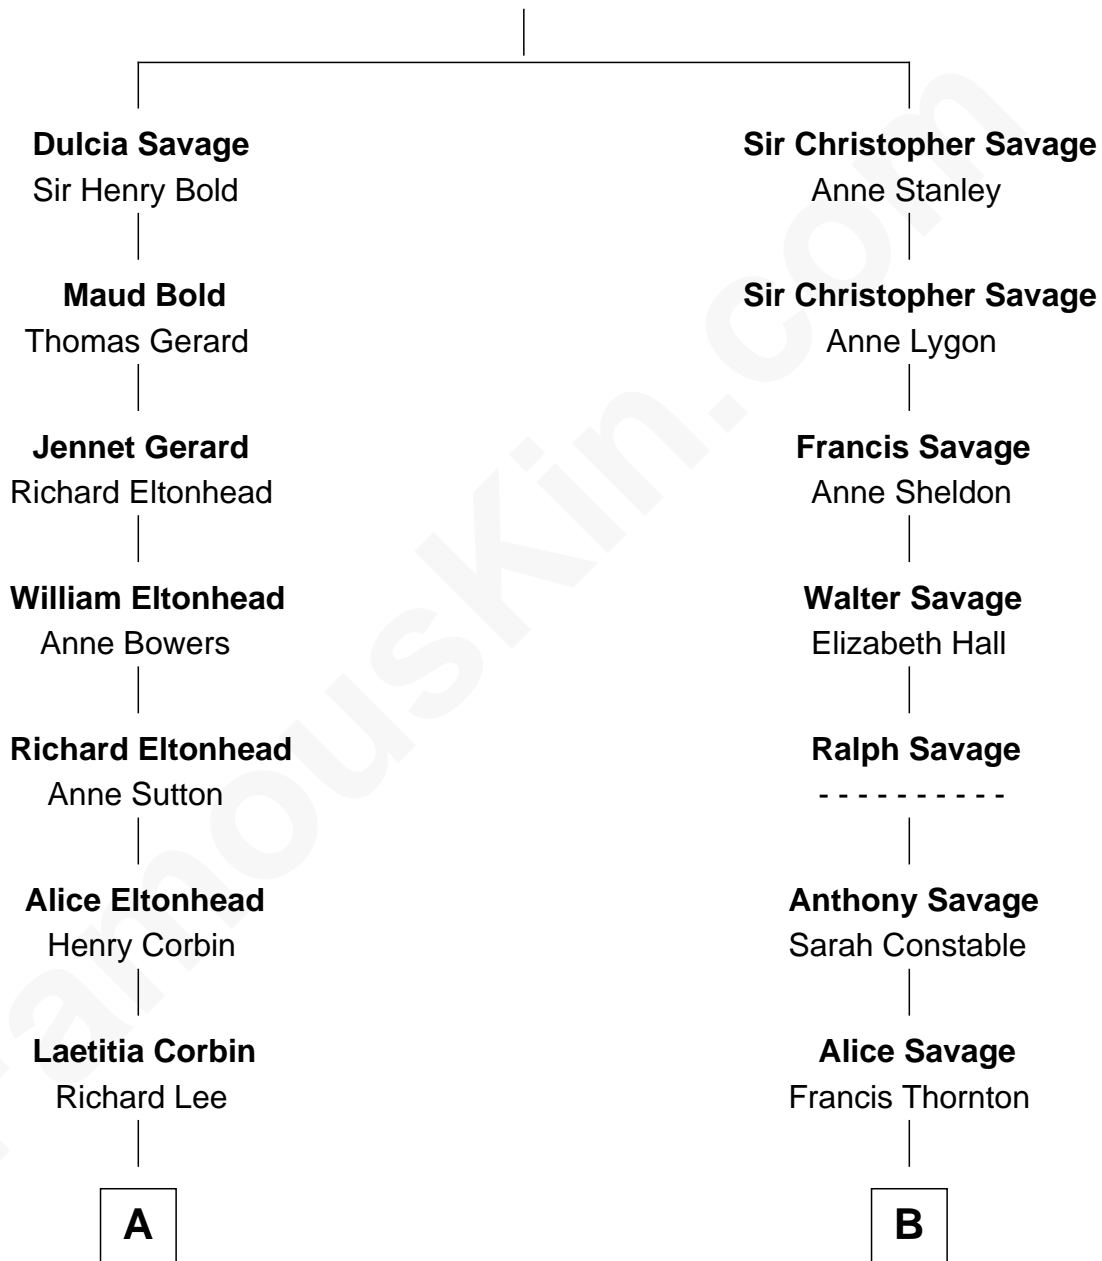 Dulcia Savage
Sir Henry Bold
Maud Bold
Thomas Gerard
Jennet Gerard
Richard Eltonhead
William Eltonhead
Anne Bowers
Richard Eltonhead
Anne Sutton
Alice Eltonhead
Henry Corbin
Laetitia Corbin
Richard Lee
A
Sir Christopher Savage
Anne Stanley
Sir Christopher Savage
Anne Lygon
Francis Savage
Anne Sheldon
Walter Savage
Elizabeth Hall
Ralph Savage
- - - - - - - - - -
Anthony Savage
Sarah Constable
Alice Savage
Francis Thornton
B
FamousKin.com